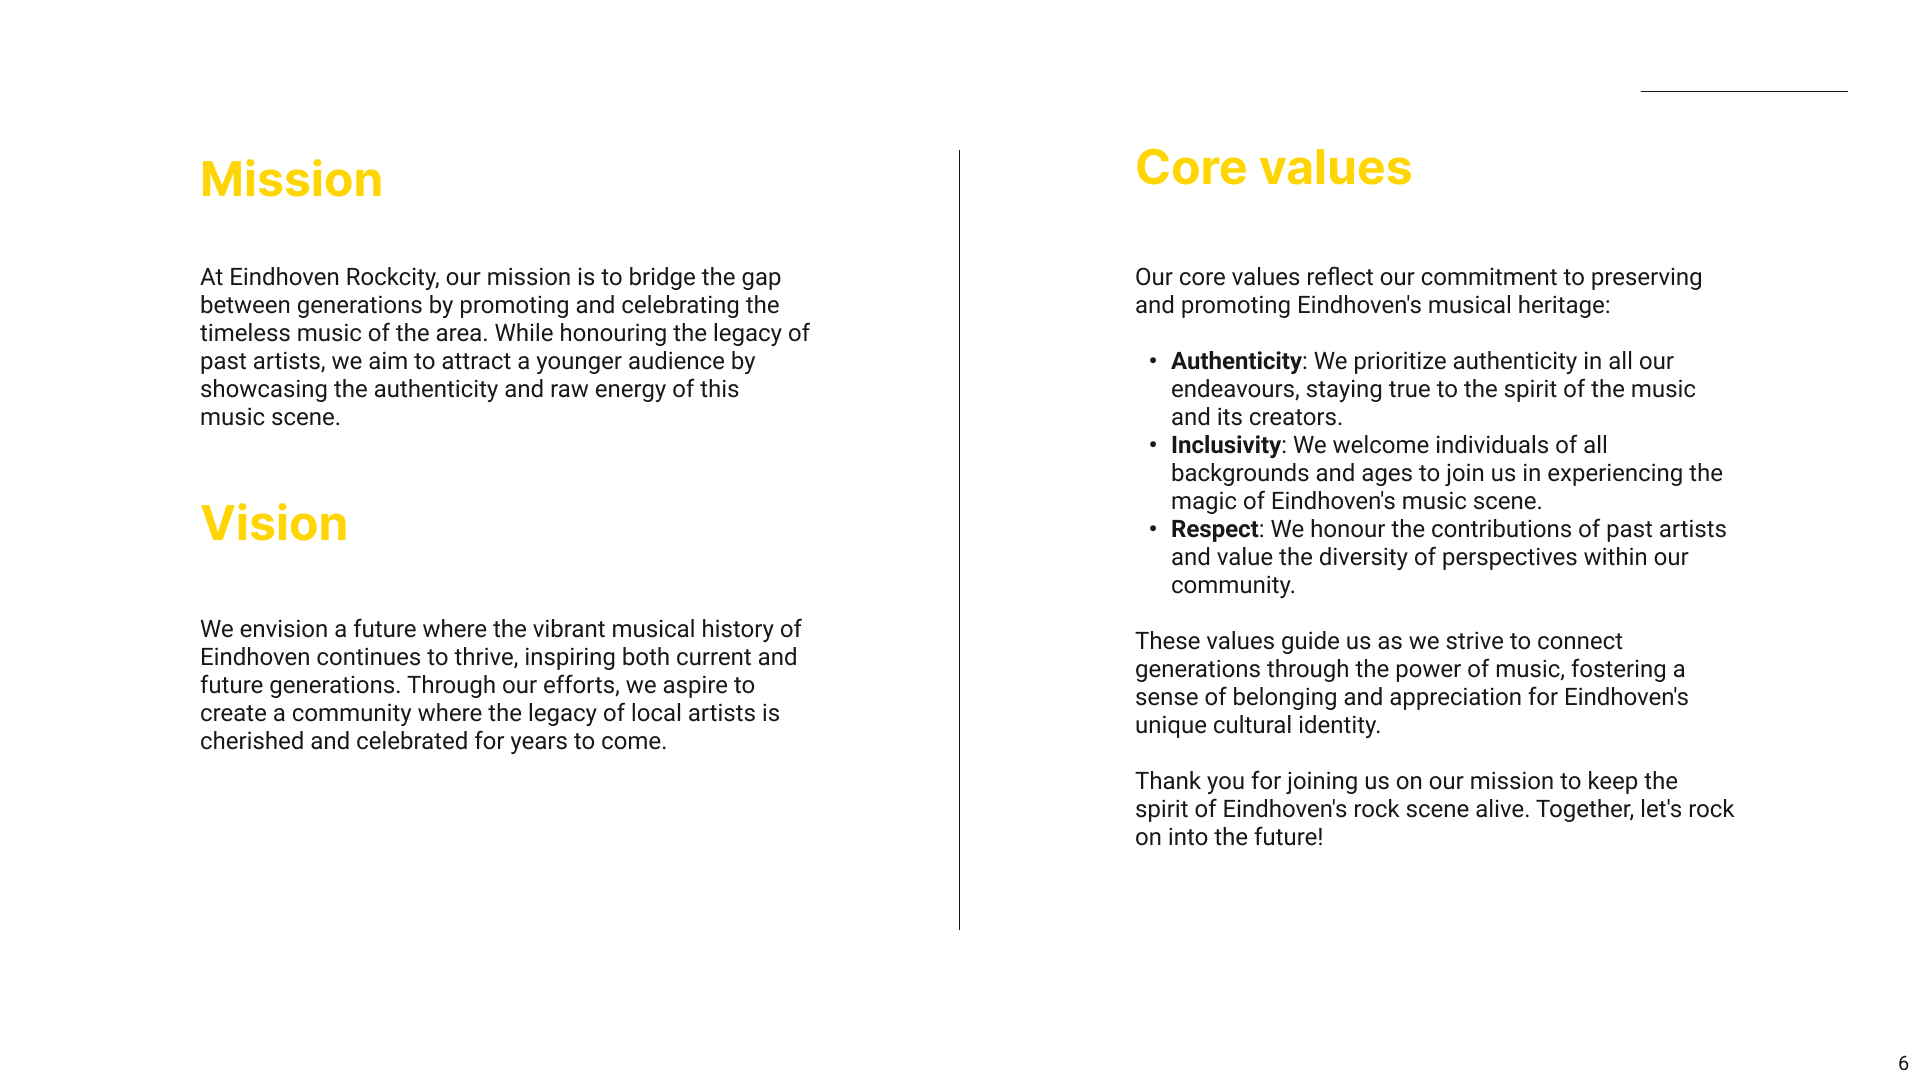 Mission
At Eindhoven Rockcity, our mission is to bridge the gap
between generations by promoting and celebrating the
timeless music of the area. While honouring the legacy of
past artists, we aim to attract a younger audience by
showcasing the authenticity and raw energy of this
music scene.
Vision
We envision a future where the vibrant musical history of
Eindhoven continues to thrive, inspiring both current and
future generations. Through our efforts, we aspire to
create a community where the legacy of local artists is
cherished and celebrated for years to come.
Core values
Our core values reflect our commitment to preserving
and promoting Eindhoven's musical heritage:
• Authenticity: We prioritize authenticity in all our
endeavours, staying true to the spirit of the music
and its creators.
• Inclusivity: We welcome individuals of all
backgrounds and ages to join us in experiencing the
magic of Eindhoven's music scene.
• Respect: We honour the contributions of past artists
and value the diversity of perspectives within our
community.
These values guide us as we strive to connect
generations through the power of music, fostering a
sense of belonging and appreciation for Eindhoven's
unique cultural identity.
Thank you for joining us on our mission to keep the
spirit of Eindhoven's rock scene alive. Together, let's rock
on into the future!
6